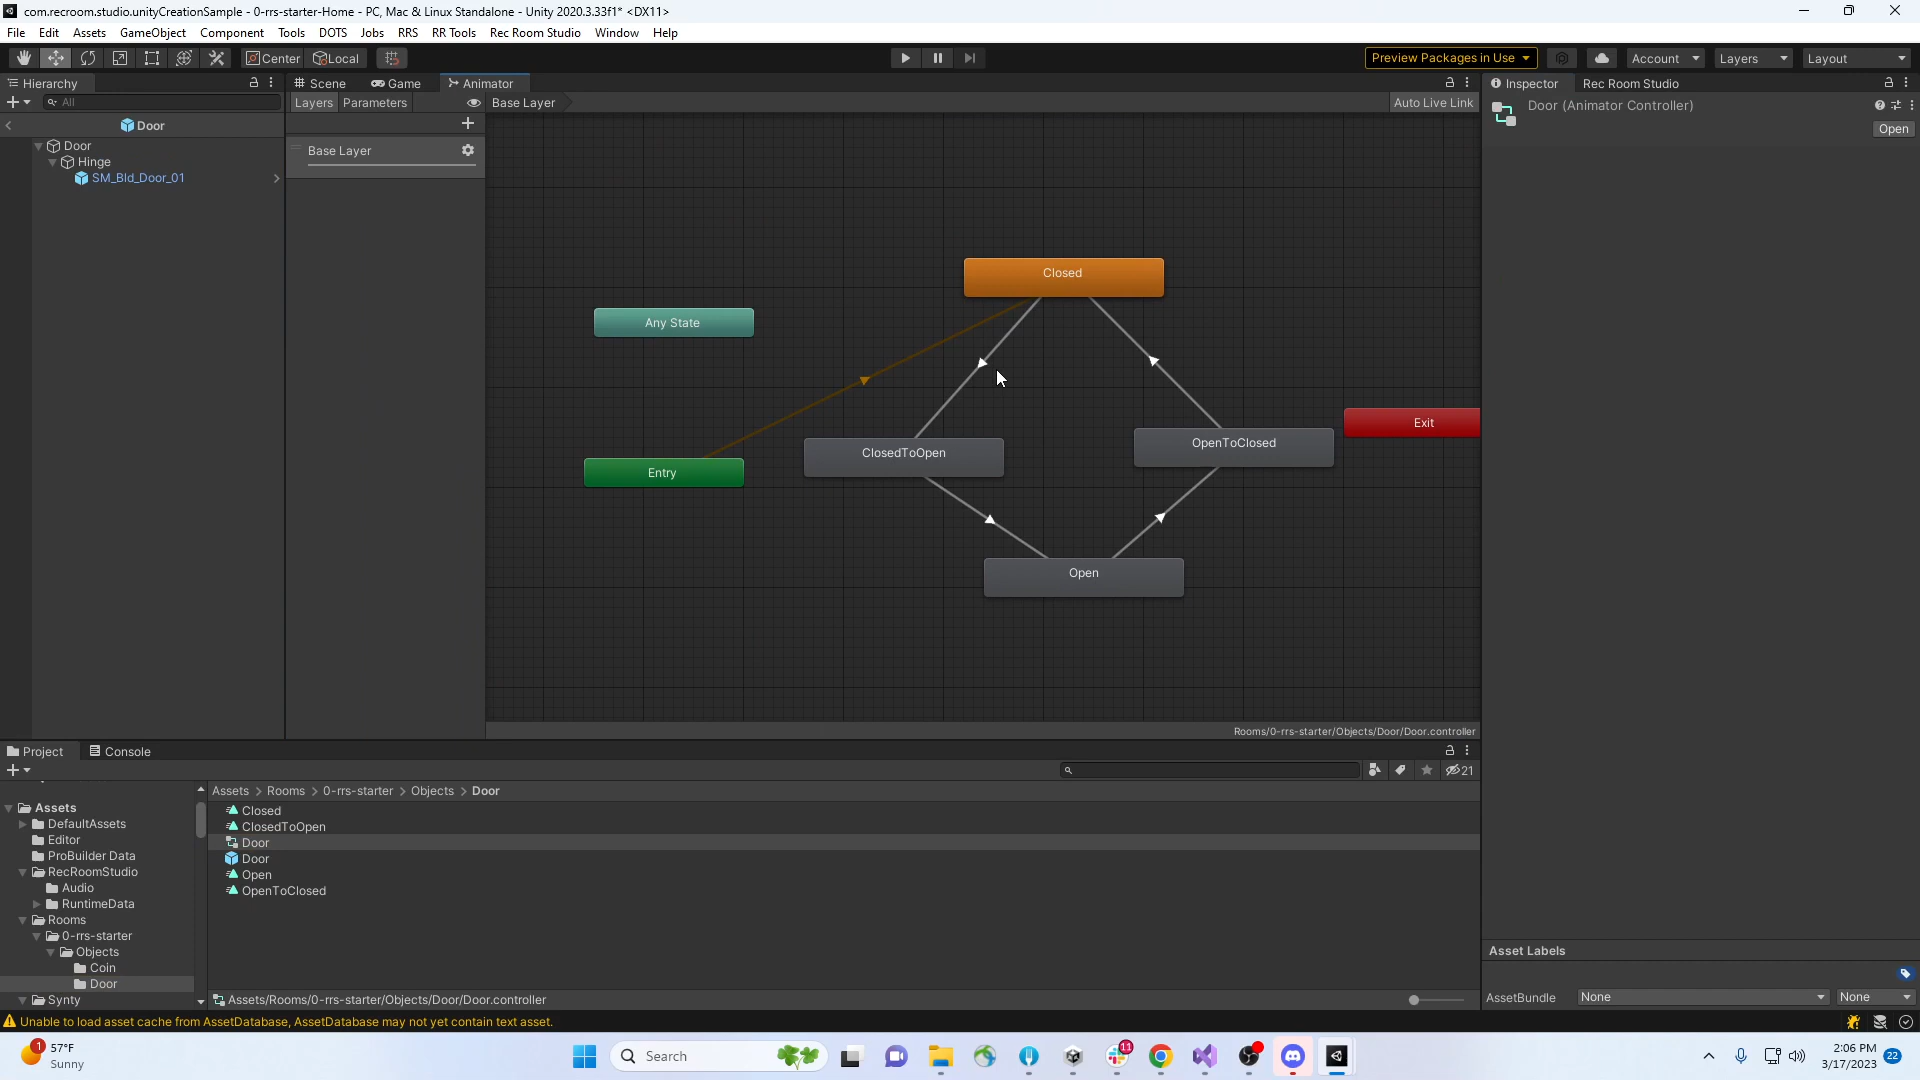 com.recroom.studio.unityCreationSample - 0-rrs-starter-Home - PC, Mac & Linux Standalone - Unity 2020.3.33f1* <DX11>
File Edit Assets GameObject Component Tools DOTS Jobs RRS RR Tools Rec Room Studio Window Help
Center Local Preview Packages in Use Account Layers Layout
Hierarchy Scene Game Animator Inspector Rec Room Studio
All Layers Parameters Base Layer Auto Live Link Door (Animator Controller)
Door Open
Door
Base Layer
Hinge
SM_Bld_Door_01
Closed
Any State
Exit
OpenToClosed
ClosedToOpen
Entry
Open
Rooms/0-rrs-starter/Objects/Door/Door.controller
Project Console
21
Assets > Rooms > 0-rrs-starter > Objects > Door
Assets
DefaultAssets
Editor
ProBuilder Data
RecRoomStudio
Audio
RuntimeData
Rooms
0-rrs-starter
Objects
Coin
Door
Synty
Closed
ClosedToOpen
Door
Door
Open
OpenToClosed
Assets/Rooms/0-rrs-starter/Objects/Door/Door.controller
Asset Labels
AssetBundle None None
Unable to load asset cache from AssetDatabase, AssetDatabase may not yet contain text asset.
1
57°F
Sunny
Search
11
2:06 PM
3/17/2023
22